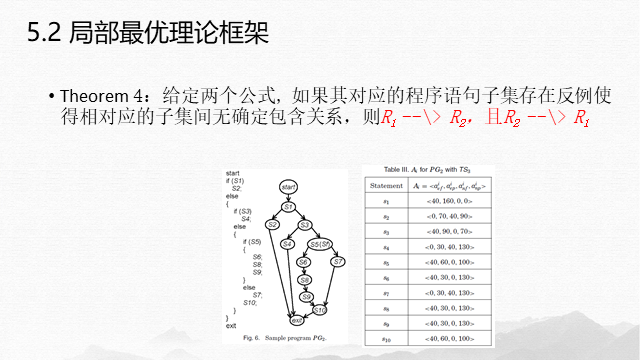 5.2 局部最优理论框架
• Theorem 4：给定两个公式, 如果其对应的程序语句子集存在反例使
得相对应的子集间无确定包含关系，则R1 --\> R2，且R2 --\> R1
start
if (S1)
S2;
else
{
if (S3)
S4;
else
{
if (S5)
{
S6;
S8;
S9;
}
else
S7;
S10;
}
}
exit
start
S1
S2
S3
S4
S5(S5)
S6
S7
S8
S9
S10
exit
Fig. 6. Sample program PG2.
Table III. Ai for PG2 with TS3
Statement Ai = <a^i_ef, a^i_ep, a^i_nf, a^i_np>
s1 <40, 160, 0, 0>
s2 <0, 70, 40, 90>
s3 <40, 90, 0, 70>
s4 <0, 30, 40, 130>
s5 <40, 60, 0, 100>
s6 <40, 30, 0, 130>
s7 <0, 30, 40, 130>
s8 <40, 30, 0, 130>
s9 <40, 30, 0, 130>
s10 <40, 60, 0, 100>